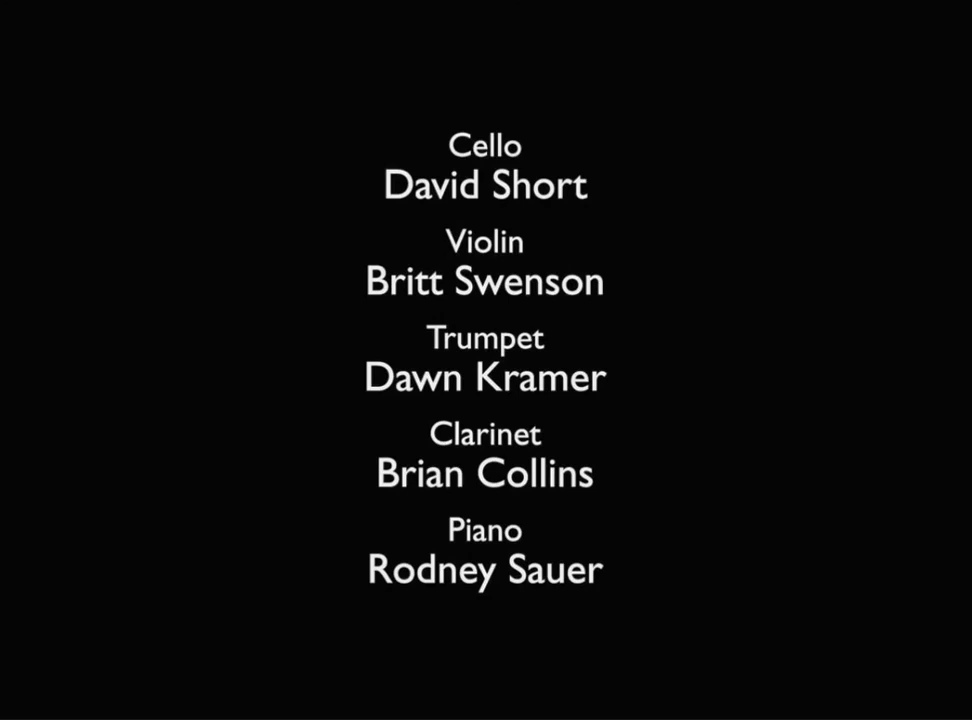 Cello
David Short
Violin
Britt Swenson
Trumpet
Dawn Kramer
Clarinet
Brian Collins
Piano
Rodney Sauer